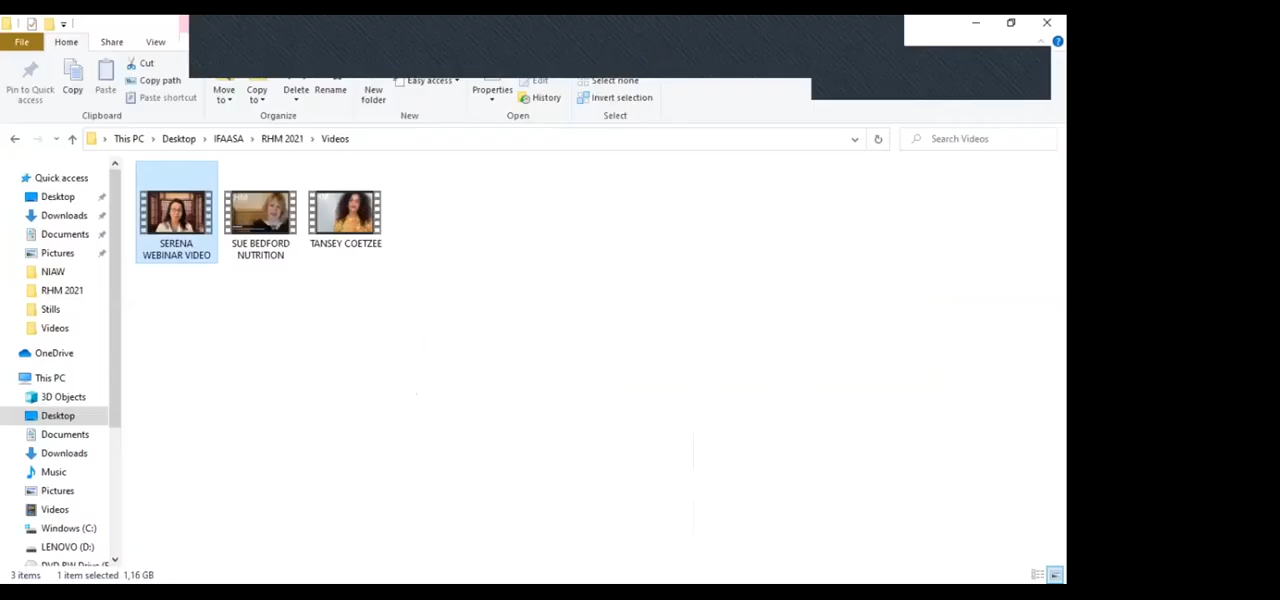 File Home Share View
Cut
Copy path
Paste shortcut
Pin to Quick access
Copy
Paste
Move to
Copy to
Delete
Rename
New folder
Easy access
Properties
Edit
History
Select none
Invert selection
Clipboard Organize New Open Select
This PC > Desktop > IFAASA > RHM 2021 > Videos
Search Videos
Quick access
Desktop
Downloads
Documents
Pictures
NIAW
RHM 2021
Stills
Videos
OneDrive
This PC
3D Objects
Desktop
Documents
Downloads
Music
Pictures
Videos
Windows (C:)
LENOVO (D:)
SERENA
WEBINAR VIDEO
SUE BEDFORD
NUTRITION
TANSEY COETZEE
3 items 1 item selected 1,16 GB